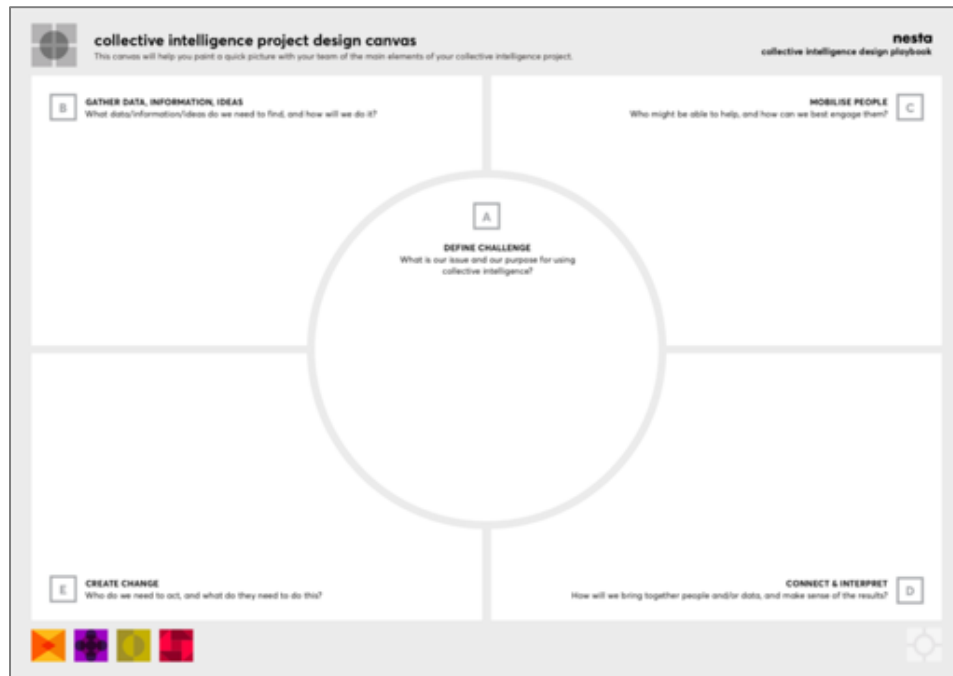 collective intelligence project design canvas
This canvas will help you paint a quick picture with your team of the main elements of your collective intelligence project.
nesta
collective intelligence design playbook
B
GATHER DATA, INFORMATION, IDEAS
What data/information/ideas do we need to find, and how will we do it?
MOBILISE PEOPLE
Who might be able to help, and how can we best engage them?
C
A
DEFINE CHALLENGE
What is our issue and our purpose for using
collective intelligence?
E
CREATE CHANGE
Who do we need to act, and what do they need to do this?
CONNECT & INTERPRET
How will we bring together people and/or data, and make sense of the results?
D